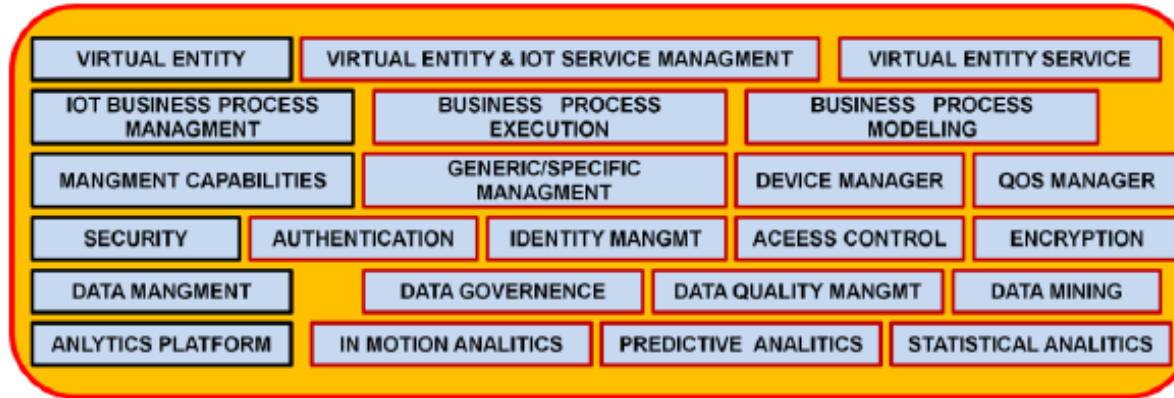 VIRTUAL ENTITY VIRTUAL ENTITY & IOT SERVICE MANAGMENT VIRTUAL ENTITY SERVICE
IOT BUSINESS PROCESS
MANAGMENT
BUSINESS PROCESS
EXECUTION
BUSINESS PROCESS
MODELING
MANGMENT CAPABILITIES
GENERIC/SPECIFIC
MANAGMENT
DEVICE MANAGER
QOS MANAGER
SECURITY AUTHENTICATION IDENTITY MANGMT ACEESS CONTROL ENCRYPTION
DATA MANGMENT DATA GOVERNENCE DATA QUALITY MANGMT DATA MINING
ANLYTICS PLATFORM IN MOTION ANALITICS PREDICTIVE ANALITICS STATISTICAL ANALITICS